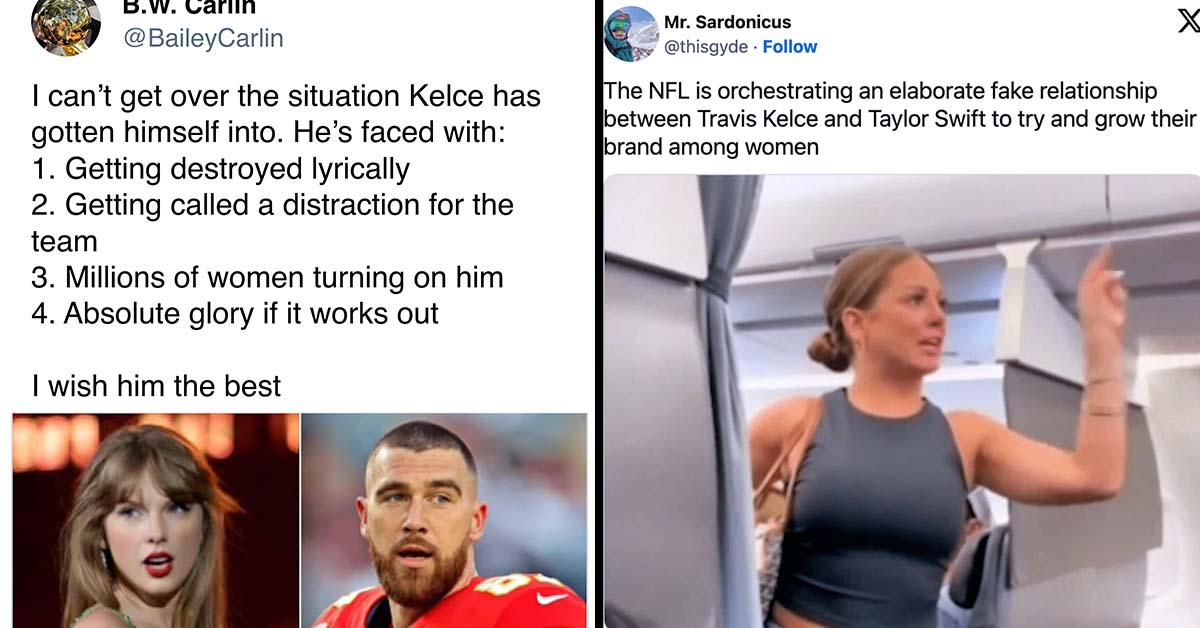 B.W. Carlin
@BaileyCarlin
I can’t get over the situation Kelce has
gotten himself into. He’s faced with:
1. Getting destroyed lyrically
2. Getting called a distraction for the
team
3. Millions of women turning on him
4. Absolute glory if it works out
I wish him the best
Mr. Sardonicus
@thisgyde · Follow
The NFL is orchestrating an elaborate fake relationship
between Travis Kelce and Taylor Swift to try and grow their
brand among women